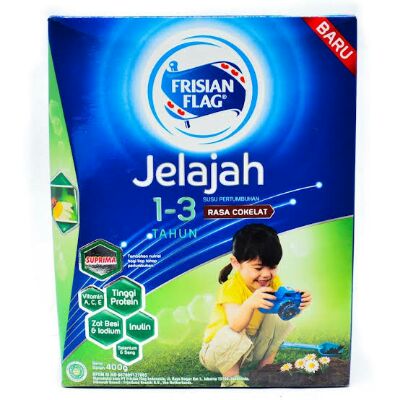 BARU
FRISIAN
FLAG®
Jelajah
1-3
TAHUN
SUSU PERTUMBUHAN
RASA COKELAT
SUPRIMA
Vitamin
A, C, E
Tinggi
Protein
Zat Besi
& Iodium
Inulin
Selenium
& Seng
400g